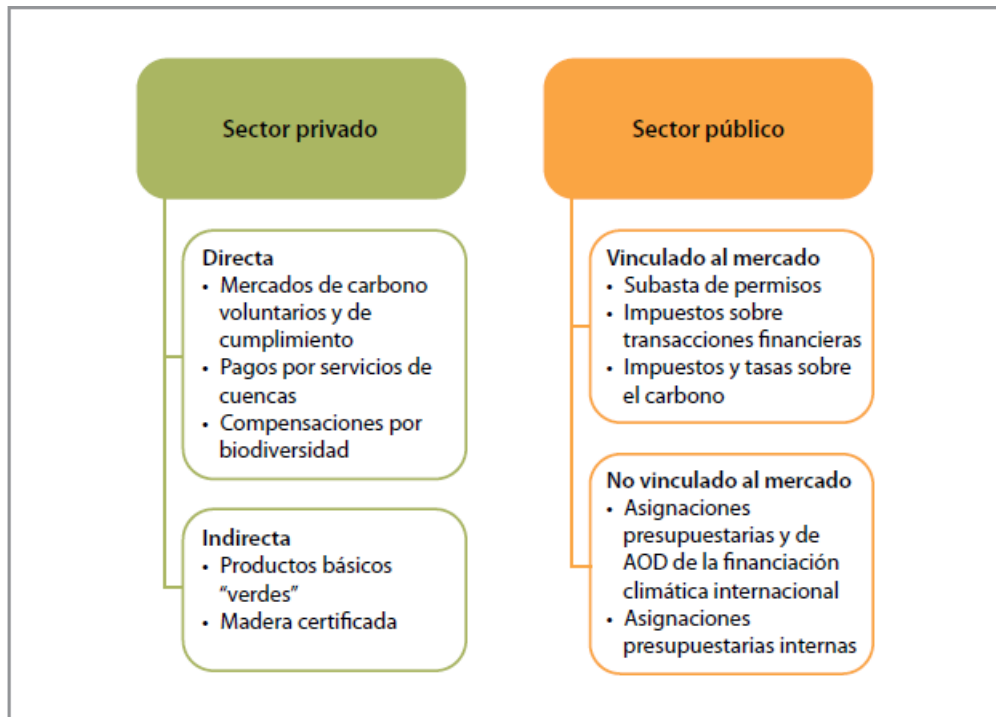 Sector privado
Directa
• Mercados de carbono
voluntarios y de
cumplimiento
• Pagos por servicios de
cuencas
• Compensaciones por
biodiversidad
Indirecta
• Productos básicos
“verdes”
• Madera certificada
Sector público
Vinculado al mercado
• Subasta de permisos
• Impuestos sobre
transacciones financieras
• Impuestos y tasas sobre
el carbono
No vinculado al mercado
• Asignaciones
presupuestarias y de
AOD de la financiación
climática internacional
• Asignaciones
presupuestarias internas